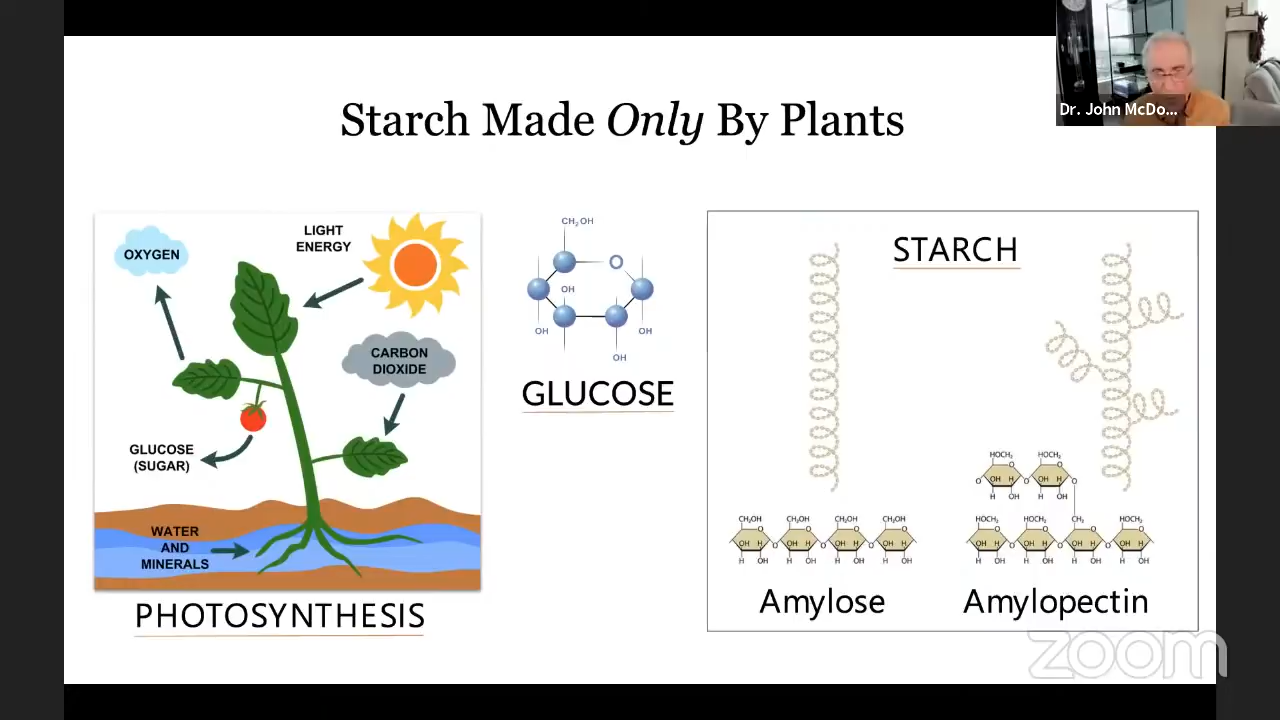 Dr. John McDo...
Starch Made Only By Plants
OXYGEN
LIGHT
ENERGY
CARBON
DIOXIDE
GLUCOSE
(SUGAR)
WATER
AND
MINERALS
PHOTOSYNTHESIS
CH₂OH
O
OH
OH
OH
OH
GLUCOSE
STARCH
HOCH₂ HOCH₂
O O
O OH H O OH H O
H OH H OH
CH₂OH CH₂OH CH₂OH CH₂OH
O O O O
OH H O OH H O OH H O OH H
H OH H OH H OH H OH
Amylose
HOCH₂ HOCH₂ CH₂ HOCH₂
O O O O
OH H O OH H O OH H O OH H
H OH H OH H OH H OH
Amylopectin
zoom